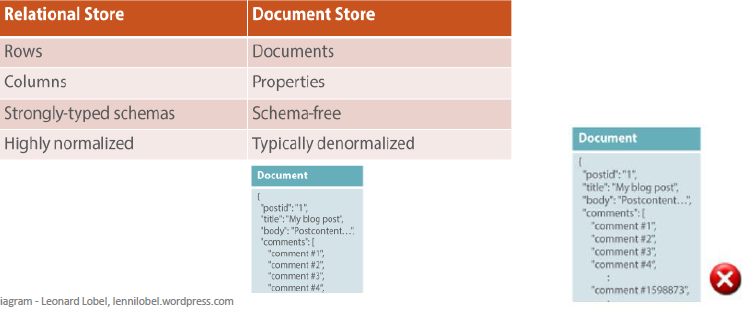 Relational Store Document Store
Rows Documents
Columns Properties
Strongly-typed schemas Schema-free
Highly normalized Typically denormalized
Document
{
"postid": "1",
"title": "My blog post",
"body": "Postcontent…",
"comments": [
"comment #1",
"comment #2",
"comment #3",
"comment #4",
Document
{
"postid": "1",
"title": "My blog post",
"body": "Postcontent…",
"comments": [
"comment #1",
"comment #2",
"comment #3",
"comment #4",
:
"comment #1598873",
:
iagram - Leonard Lobel, lennilobel.wordpress.com